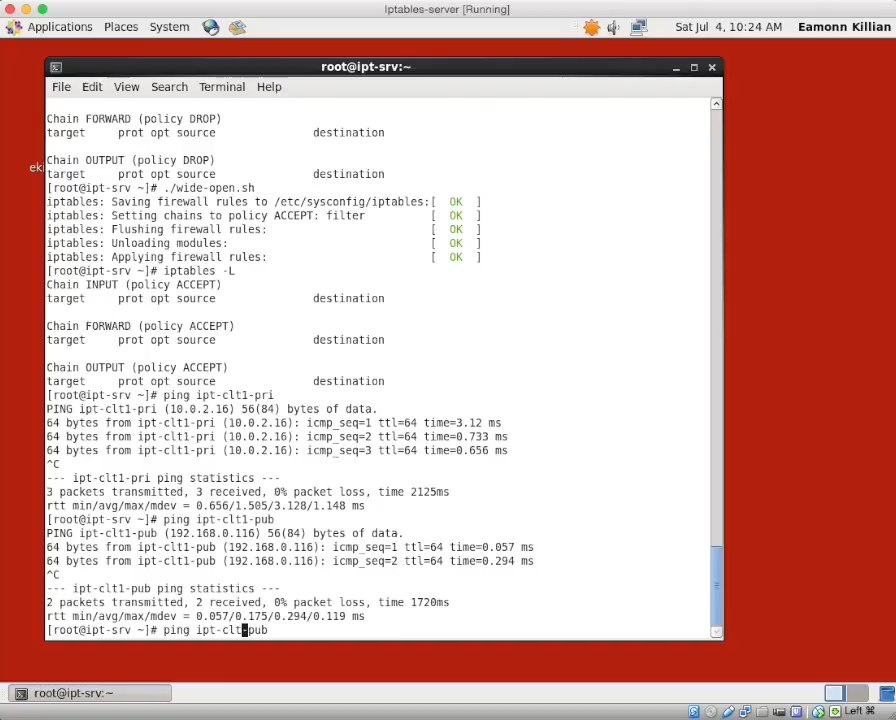 Iptables-server [Running]
Applications Places System Sat Jul 4, 10:24 AM Eamonn Killian
root@ipt-srv:~
File Edit View Search Terminal Help
Chain FORWARD (policy DROP)
target prot opt source destination
Chain OUTPUT (policy DROP)
eki
target prot opt source destination
[root@ipt-srv ~]# ./wide-open.sh
iptables: Saving firewall rules to /etc/sysconfig/iptables:[ OK ]
iptables: Setting chains to policy ACCEPT: filter [ OK ]
iptables: Flushing firewall rules: [ OK ]
iptables: Unloading modules: [ OK ]
iptables: Applying firewall rules: [ OK ]
[root@ipt-srv ~]# iptables -L
Chain INPUT (policy ACCEPT)
target prot opt source destination
Chain FORWARD (policy ACCEPT)
target prot opt source destination
Chain OUTPUT (policy ACCEPT)
target prot opt source destination
[root@ipt-srv ~]# ping ipt-clt1-pri
PING ipt-clt1-pri (10.0.2.16) 56(84) bytes of data.
64 bytes from ipt-clt1-pri (10.0.2.16): icmp_seq=1 ttl=64 time=3.12 ms
64 bytes from ipt-clt1-pri (10.0.2.16): icmp_seq=2 ttl=64 time=0.733 ms
64 bytes from ipt-clt1-pri (10.0.2.16): icmp_seq=3 ttl=64 time=0.656 ms
^C
--- ipt-clt1-pri ping statistics ---
3 packets transmitted, 3 received, 0% packet loss, time 2125ms
rtt min/avg/max/mdev = 0.656/1.505/3.128/1.148 ms
[root@ipt-srv ~]# ping ipt-clt1-pub
PING ipt-clt1-pub (192.168.0.116) 56(84) bytes of data.
64 bytes from ipt-clt1-pub (192.168.0.116): icmp_seq=1 ttl=64 time=0.057 ms
64 bytes from ipt-clt1-pub (192.168.0.116): icmp_seq=2 ttl=64 time=0.294 ms
^C
--- ipt-clt1-pub ping statistics ---
2 packets transmitted, 2 received, 0% packet loss, time 1720ms
rtt min/avg/max/mdev = 0.057/0.175/0.294/0.119 ms
[root@ipt-srv ~]# ping ipt-clt-pub
root@ipt-srv:~
Left ⌘